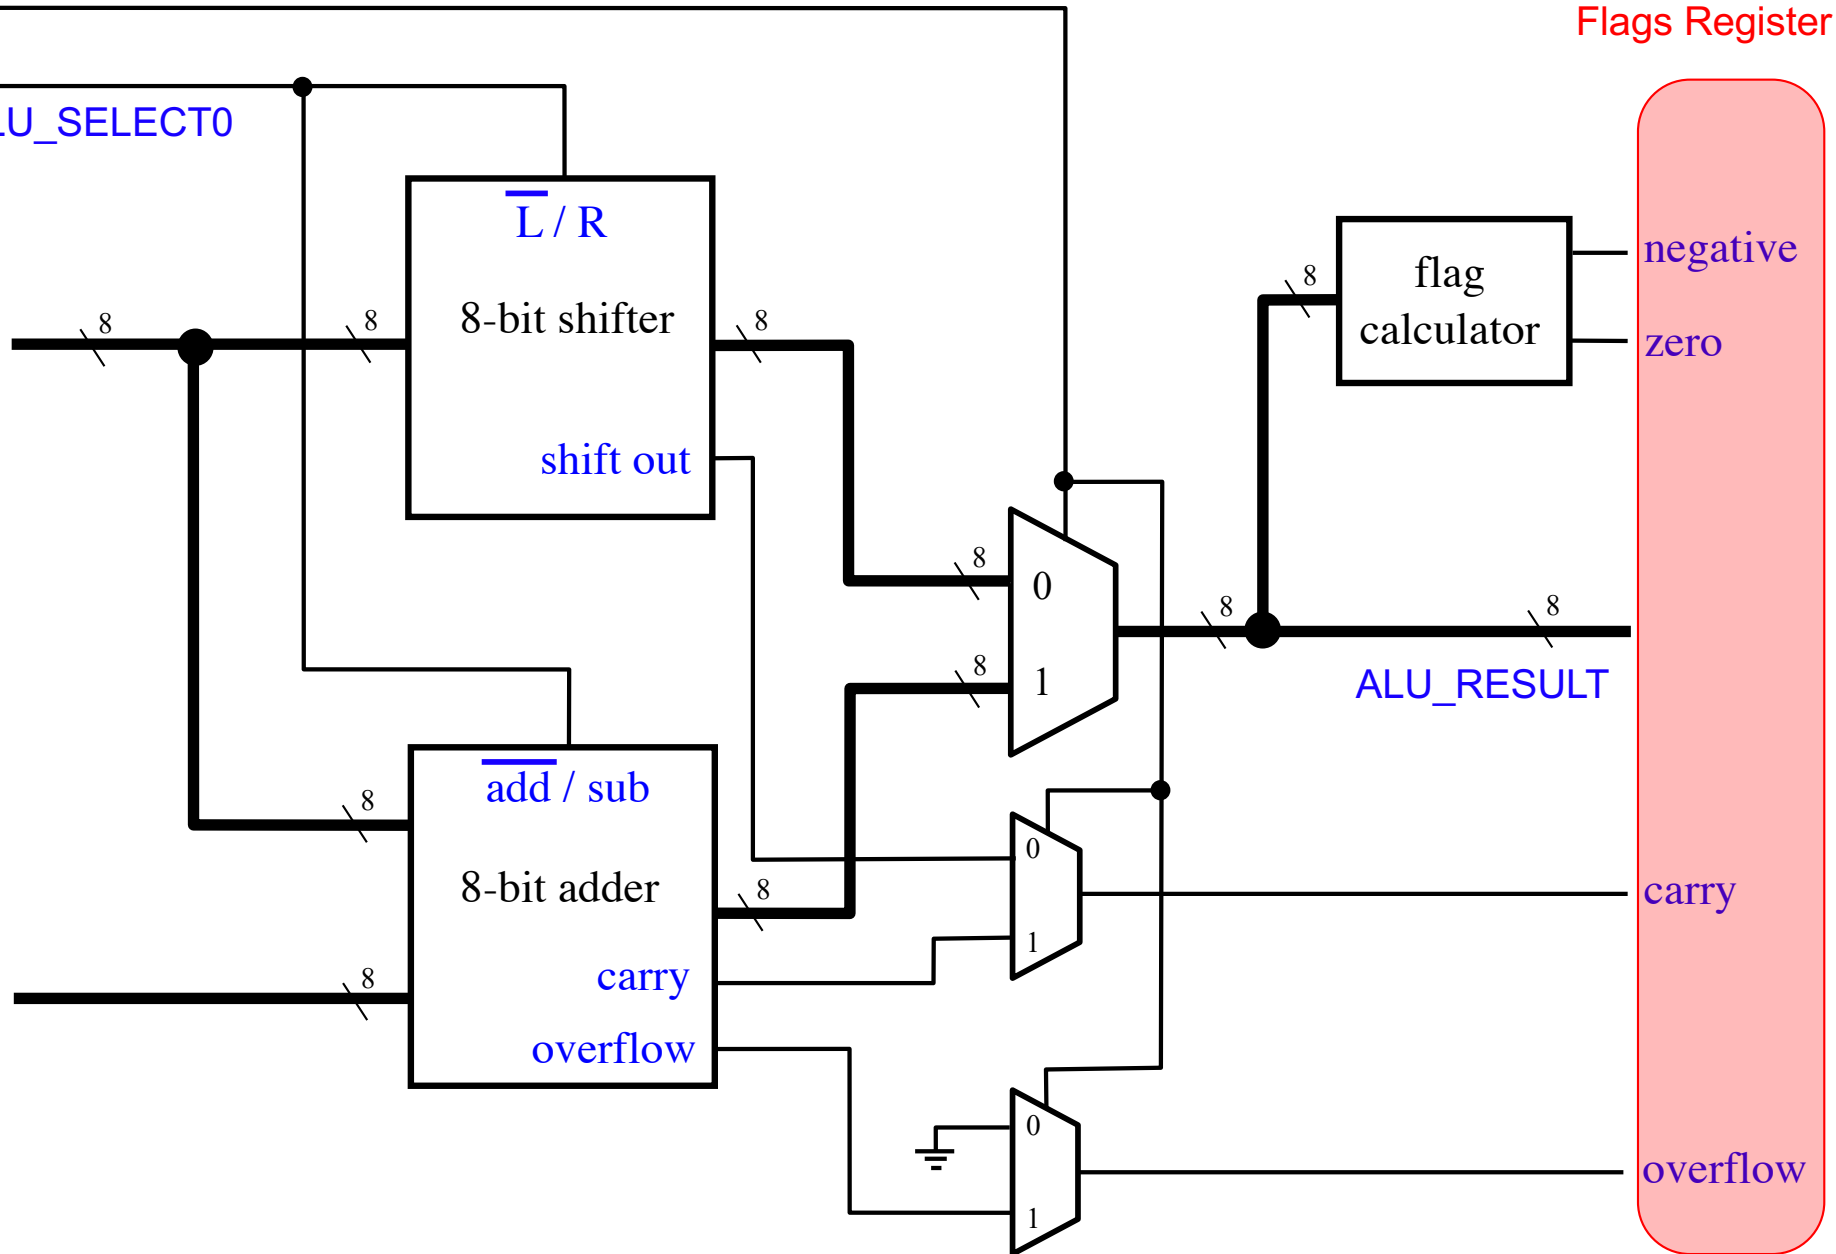 Flags Register
LU_SELECT0
L / R
8-bit shifter
shift out
8
8
8
flag
calculator
8
negative
zero
8
0
8
1
8
8
ALU_RESULT
add / sub
8-bit adder
carry
overflow
8
8
8
0
1
carry
0
1
overflow